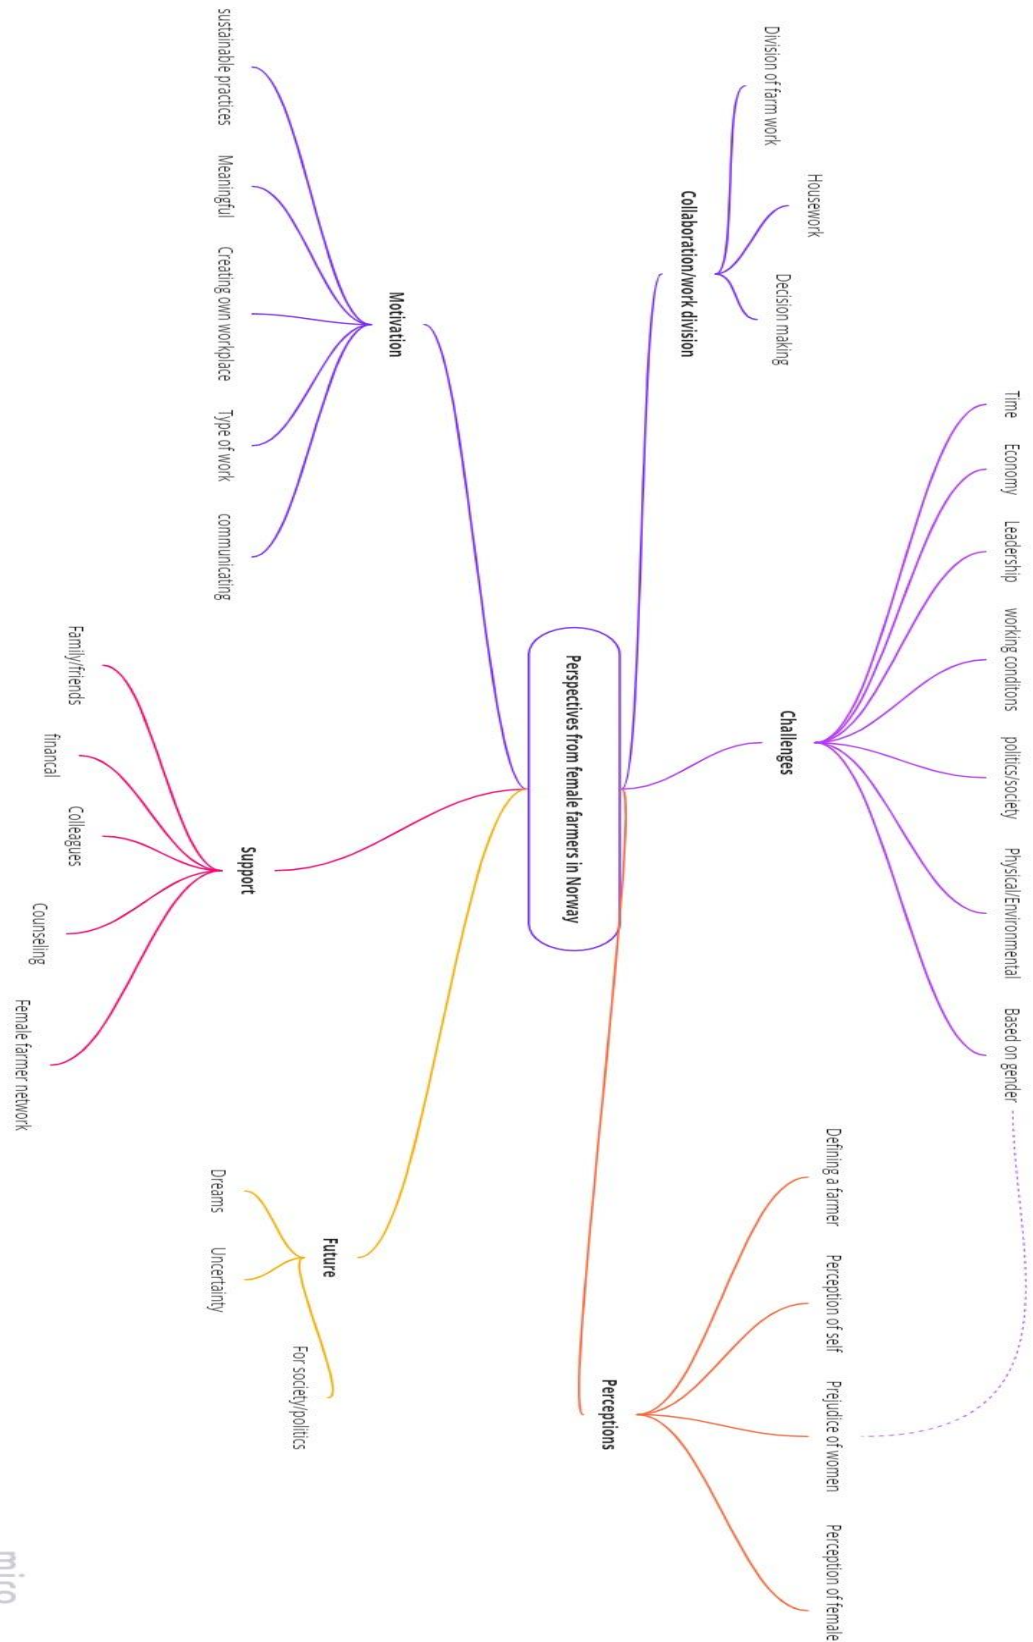 Time
Economy
Leadership
working conditons
politics/society
Physical/Environmental
Based on gender
Division of farm work
Housework
Decision making
Collaboration/work division
Challenges
Defining a farmer
Perception of self
Prejudice of women
Perception of female
Perceptions
Perspectives from female farmers in Norway
Motivation
sustainable practices
Meaningful
Creating own workplace
Type of work
communicating
Support
Family/friends
financal
Colleagues
Counseling
Female farmer network
Future
Dreams
Uncertainty
For society/politics
miro